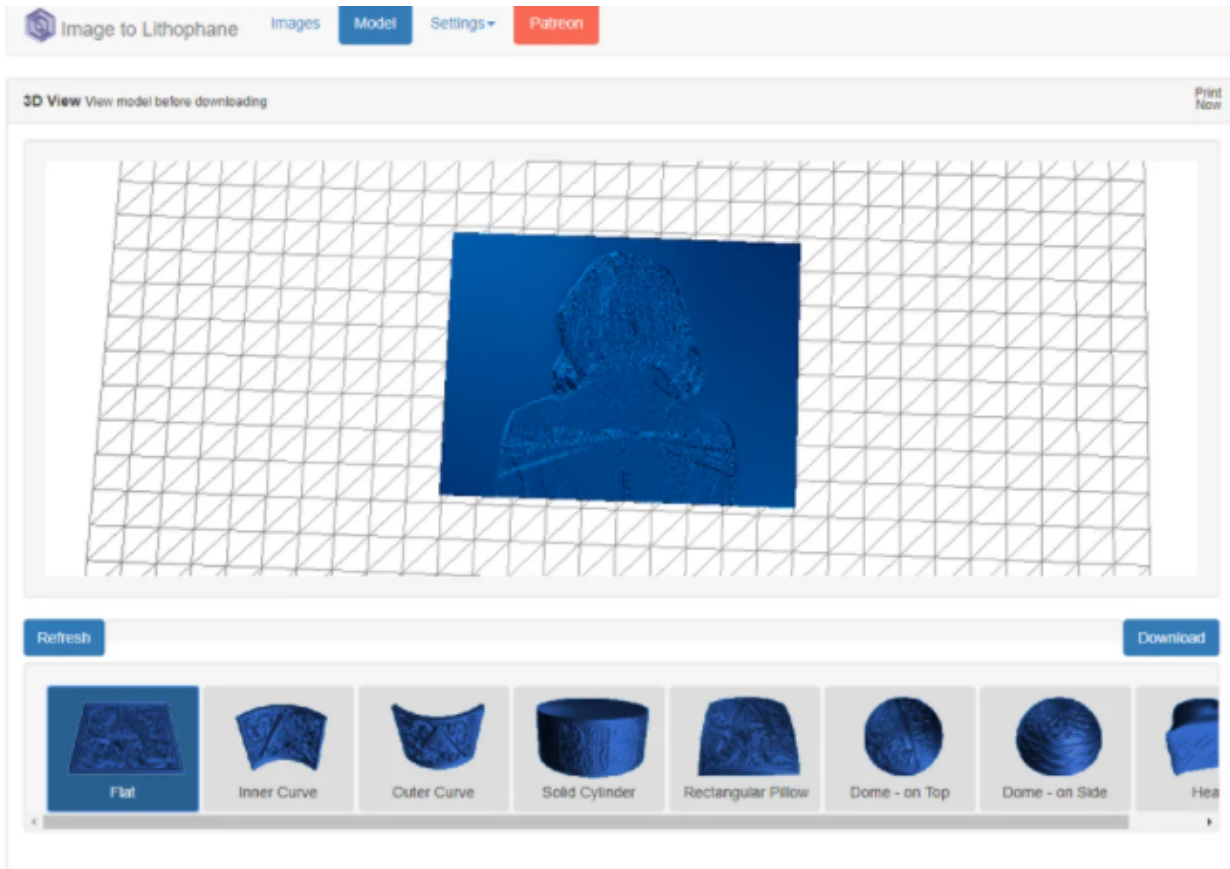 Image to Lithophane Images Model Settings Patreon
3D View View model before downloading
Print
Now
Refresh Download
Flat Inner Curve Outer Curve Solid Cylinder Rectangular Pillow Dome - on Top Dome - on Side Hea